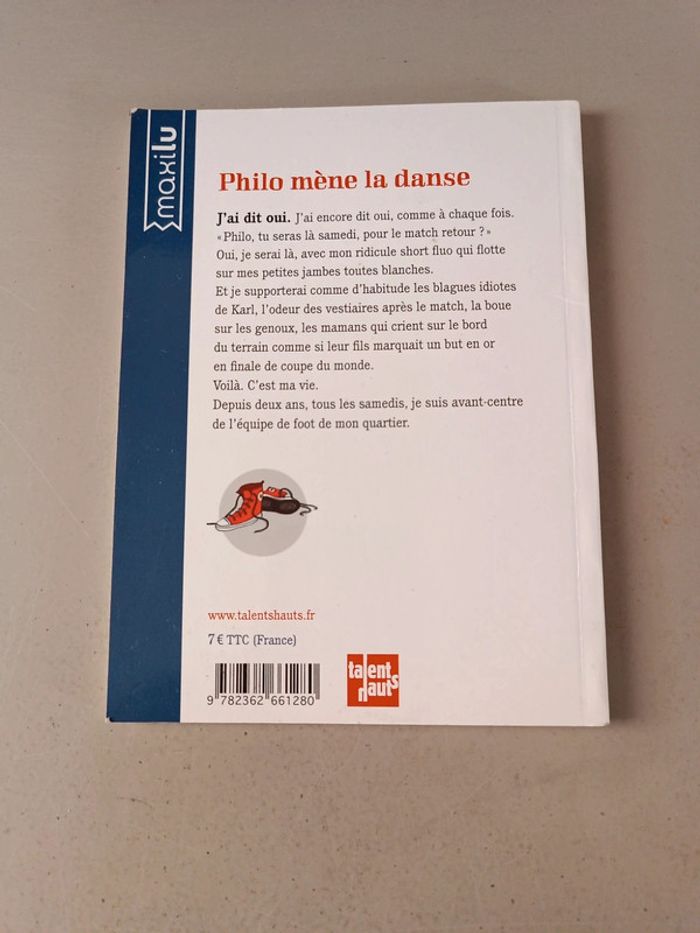 maxilu
Philo mène la danse
J'ai dit oui. J'ai encore dit oui, comme à chaque fois.
« Philo, tu seras là samedi, pour le match retour ? »
Oui, je serai là, avec mon ridicule short fluo qui flotte
sur mes petites jambes toutes blanches.
Et je supporterai comme d'habitude les blagues idiotes
de Karl, l'odeur des vestiaires après le match, la boue
sur les genoux, les mamans qui crient sur le bord
du terrain comme si leur fils marquait un but en or
en finale de coupe du monde.
Voilà. C'est ma vie.
Depuis deux ans, tous les samedis, je suis avant-centre
de l'équipe de foot de mon quartier.
www.talentshauts.fr
7 € TTC (France)
9 782362 661280
talents
hauts